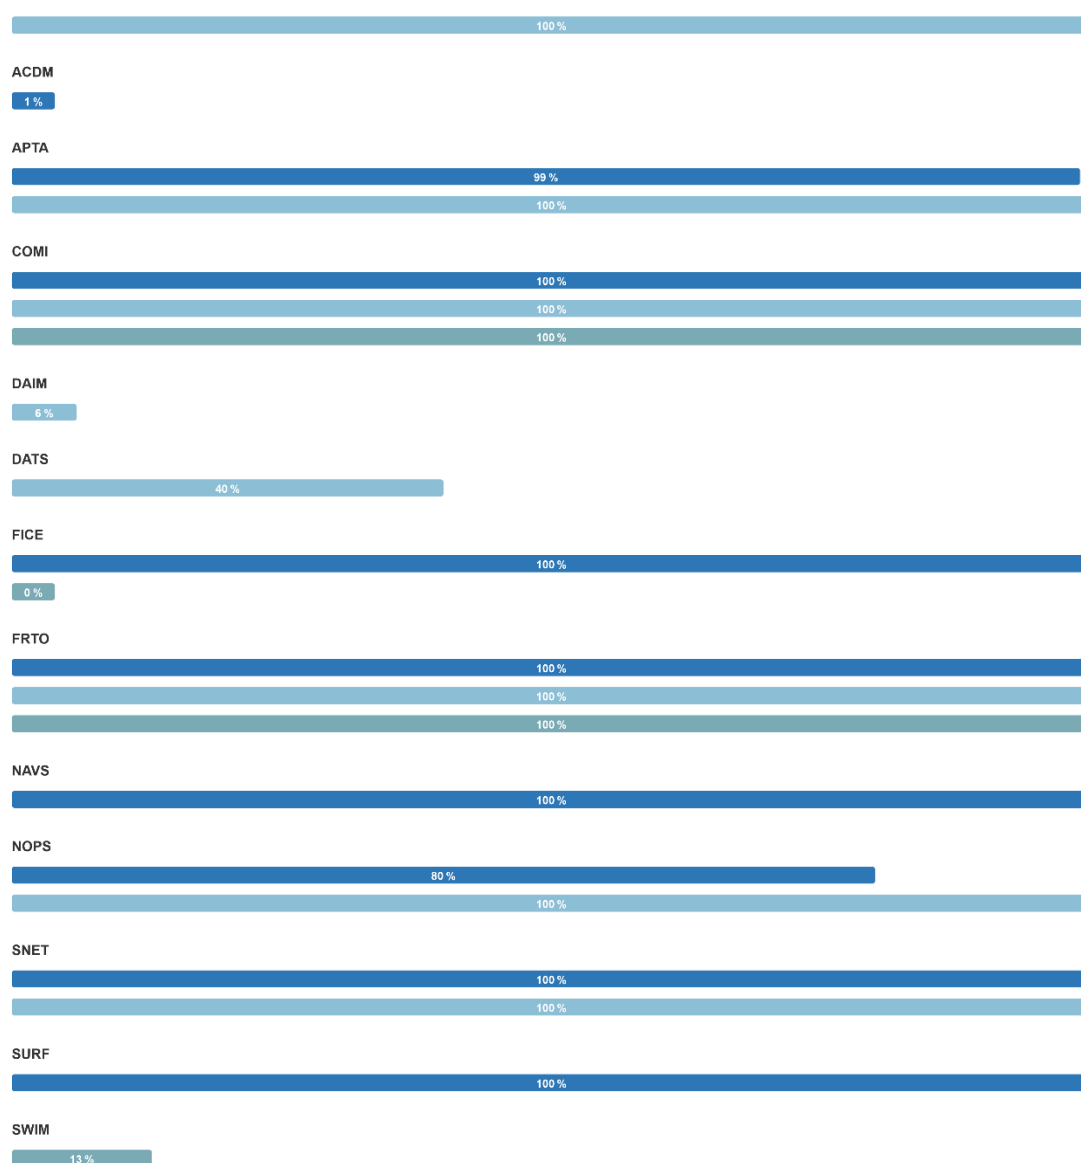 100 %
ACDM
1 %
APTA
99 %
100 %
COMI
100 %
100 %
100 %
DAIM
6 %
DATS
40 %
FICE
100 %
0 %
FRTO
100 %
100 %
100 %
NAVS
100 %
NOPS
80 %
100 %
SNET
100 %
100 %
SURF
100 %
SWIM
13 %